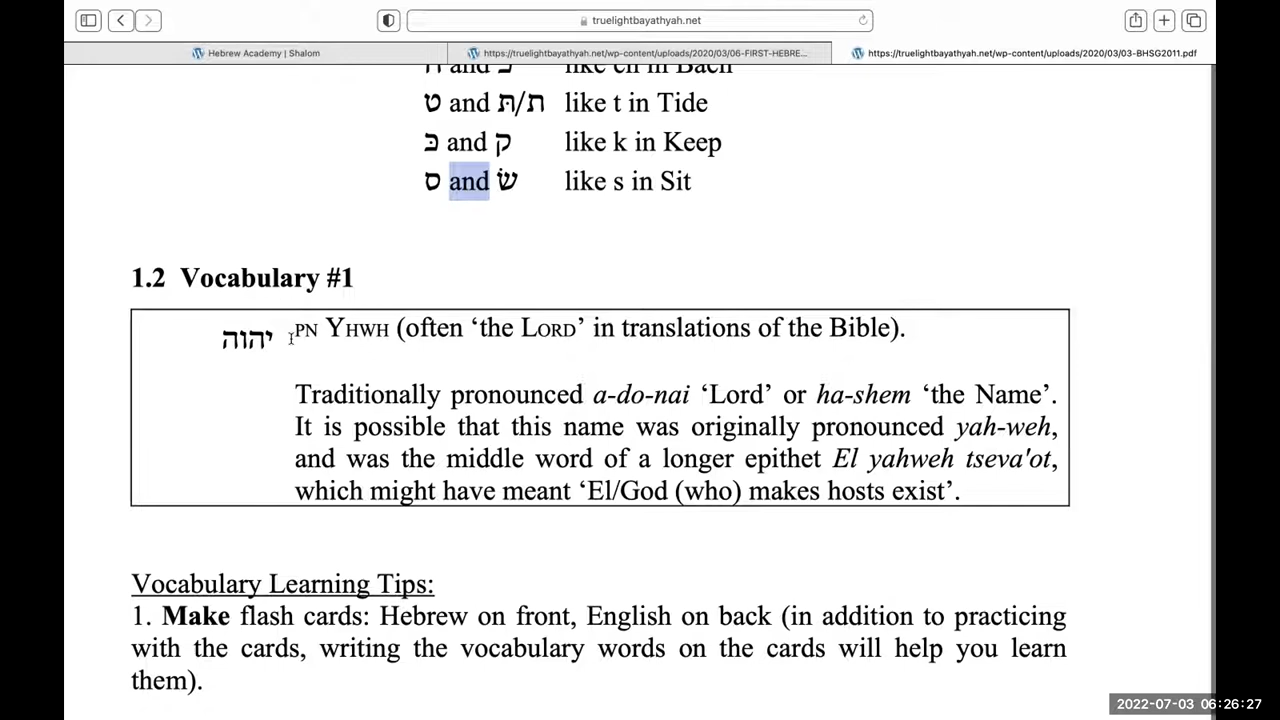 truelightbayathyah.net
Hebrew Academy | Shalom
https://truelightbayathyah.net/wp-content/uploads/2020/03/06-FIRST-HEBRE...
https://truelightbayathyah.net/wp-content/uploads/2020/03/03-BHSG2011.pdf
and like ch in Bach
ט and תּ/ת like t in Tide
כּ and ק like k in Keep
ס and שׂ like s in Sit
1.2 Vocabulary #1
יהוה PN YHWH (often ‘the LORD’ in translations of the Bible).
Traditionally pronounced a-do-nai ‘Lord’ or ha-shem ‘the Name’.
It is possible that this name was originally pronounced yah-weh,
and was the middle word of a longer epithet El yahweh tseva'ot,
which might have meant ‘El/God (who) makes hosts exist’.
Vocabulary Learning Tips:
1. Make flash cards: Hebrew on front, English on back (in addition to practicing
with the cards, writing the vocabulary words on the cards will help you learn
them).
2022-07-03 06:26:27